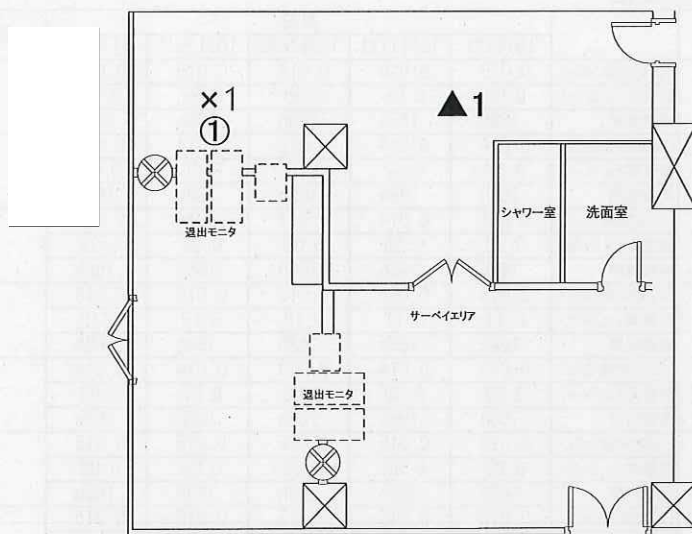 ×1
▲1
①
シャワー室
洗面室
退出モニタ
サーベイエリア
退出モニタ